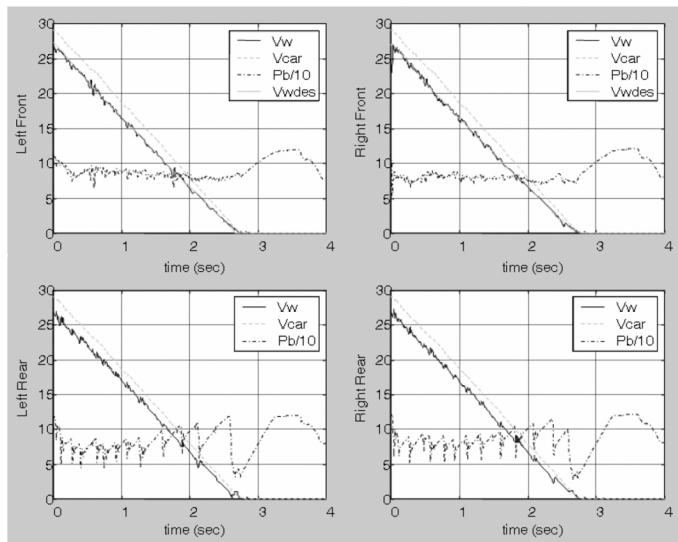 30
25
20
15
10
5
0
Left Front
Vw
Vcar
Pb/10
Vwdes
0 1 2 3 4
time (sec)
30
25
20
15
10
5
0
Right Front
Vw
Vcar
Pb/10
Vwdes
0 1 2 3 4
time (sec)
30
25
20
15
10
5
0
Left Rear
Vw
Vcar
Pb/10
0 1 2 3 4
time (sec)
30
25
20
15
10
5
0
Right Rear
Vw
Vcar
Pb/10
0 1 2 3 4
time (sec)